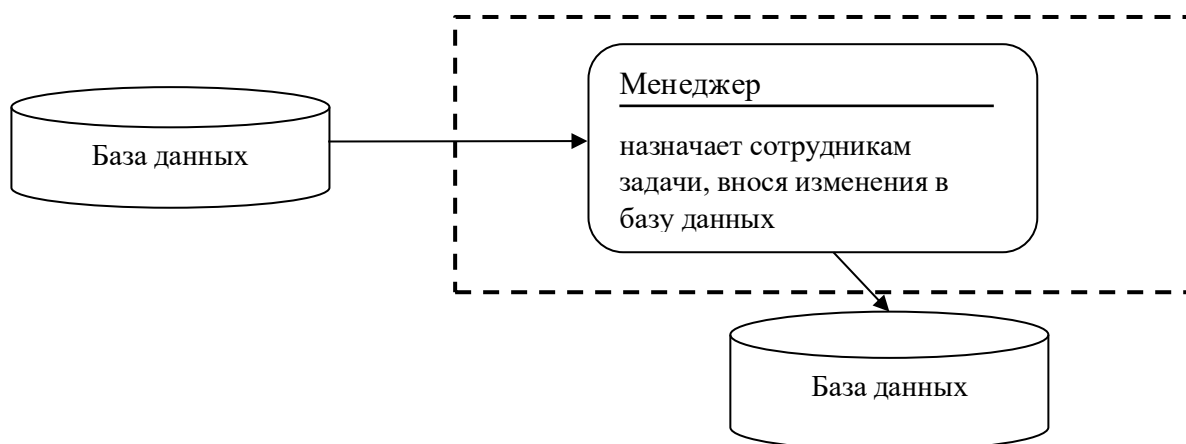 База данных
Менеджер
назначает сотрудникам
задачи, внося изменения в
базу данных
База данных